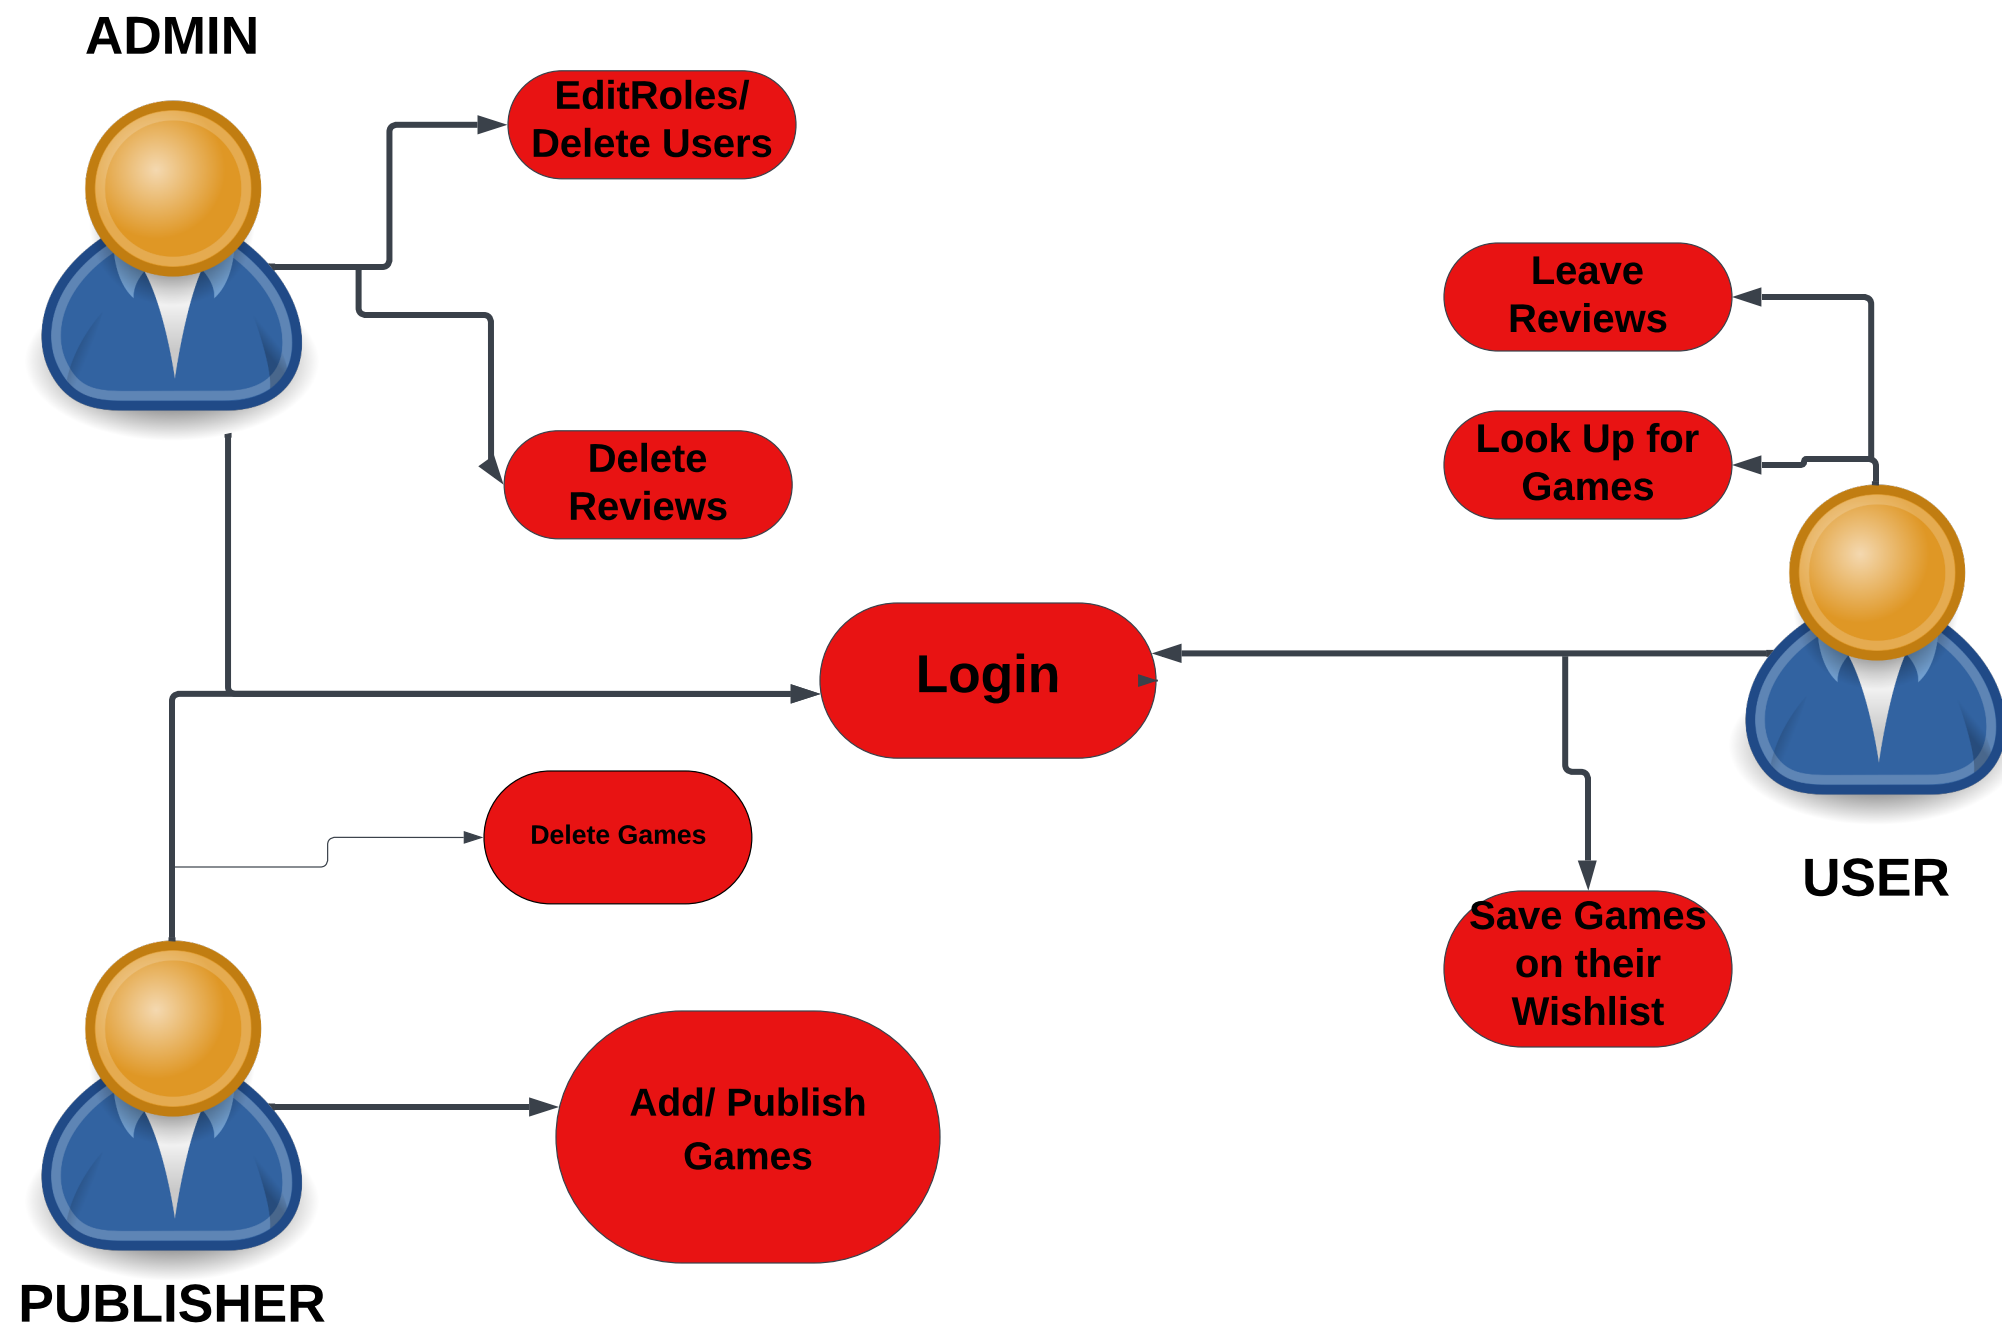 ADMIN
EditRoles/
Delete Users
Leave
Reviews
Look Up for
Games
Delete
Reviews
Login
Delete Games
USER
Save Games
on their
Wishlist
Add/ Publish
Games
PUBLISHER